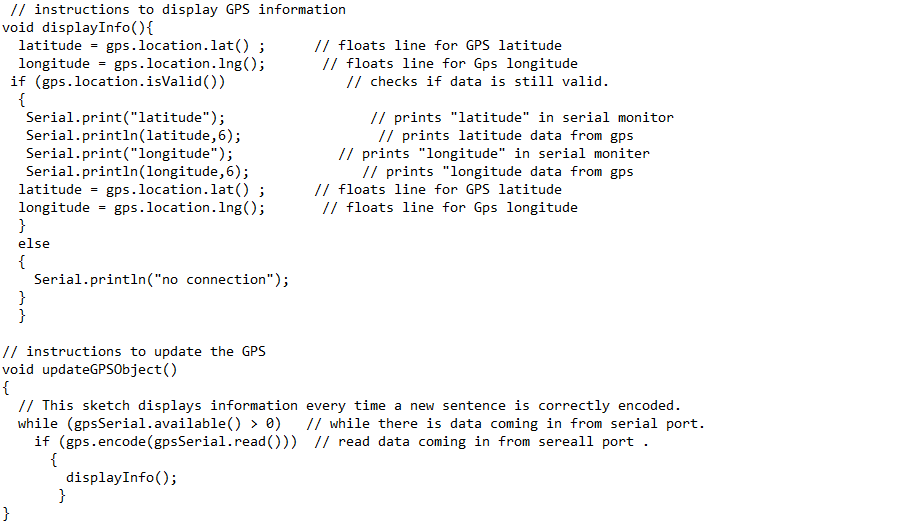 // instructions to display GPS information
void displayInfo(){
latitude = gps.location.lat() ;      // floats line for GPS latitude
longitude = gps.location.lng();       // floats line for Gps longitude
if (gps.location.isValid())               // checks if data is still valid.
{
Serial.print("latitude");                  // prints "latitude" in serial monitor
Serial.println(latitude,6);                     // prints latitude data from gps
Serial.print("longitude");             // prints "longitude" in serial moniter
Serial.println(longitude,6);              // prints "longitude data from gps
latitude = gps.location.lat() ;      // floats line for GPS latitude
longitude = gps.location.lng();       // floats line for Gps longitude
}
else
{
Serial.println("no connection");
}
}

// instructions to update the GPS
void updateGPSObject()
{
// This sketch displays information every time a new sentence is correctly encoded.
while (gpsSerial.available() > 0)   // while there is data coming in from serial port.
if (gps.encode(gpsSerial.read()))  // read data coming in from sereall port .
{
displayInfo();
}
}